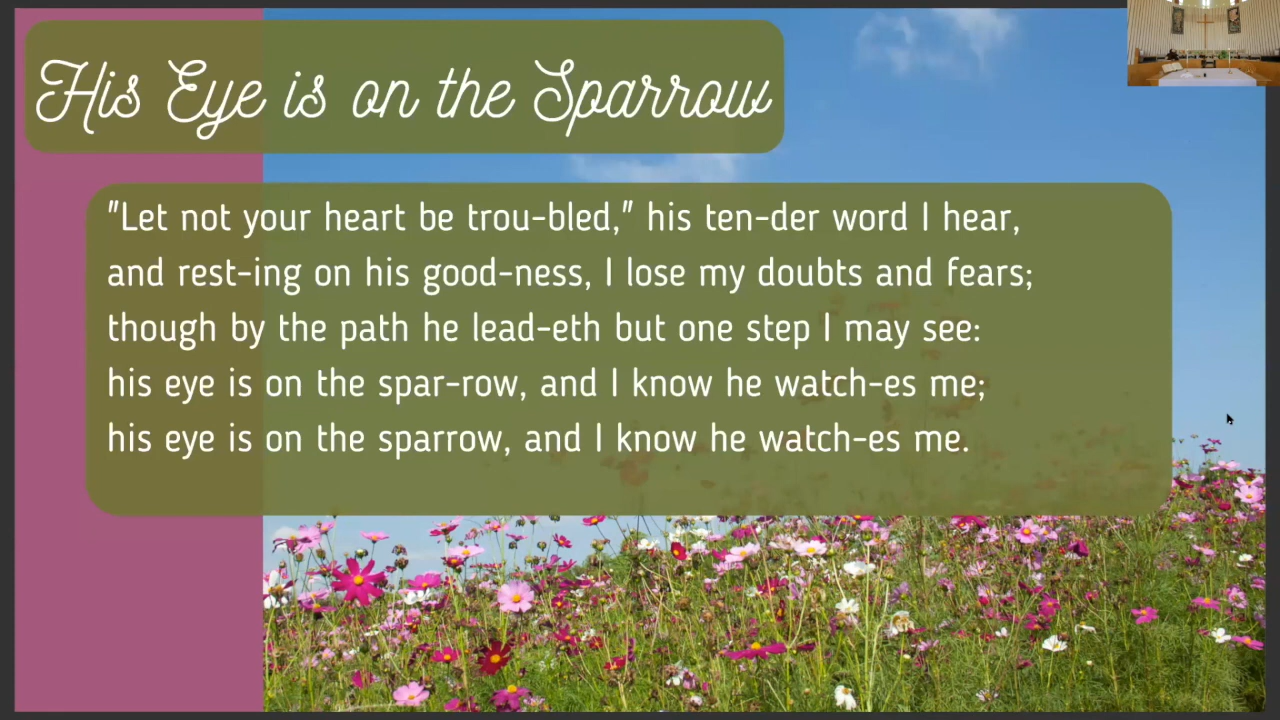 His Eye is on the Sparrow
"Let not your heart be trou-bled," his ten-der word I hear,
and rest-ing on his good-ness, I lose my doubts and fears;
though by the path he lead-eth but one step I may see:
his eye is on the spar-row, and I know he watch-es me;
his eye is on the sparrow, and I know he watch-es me.